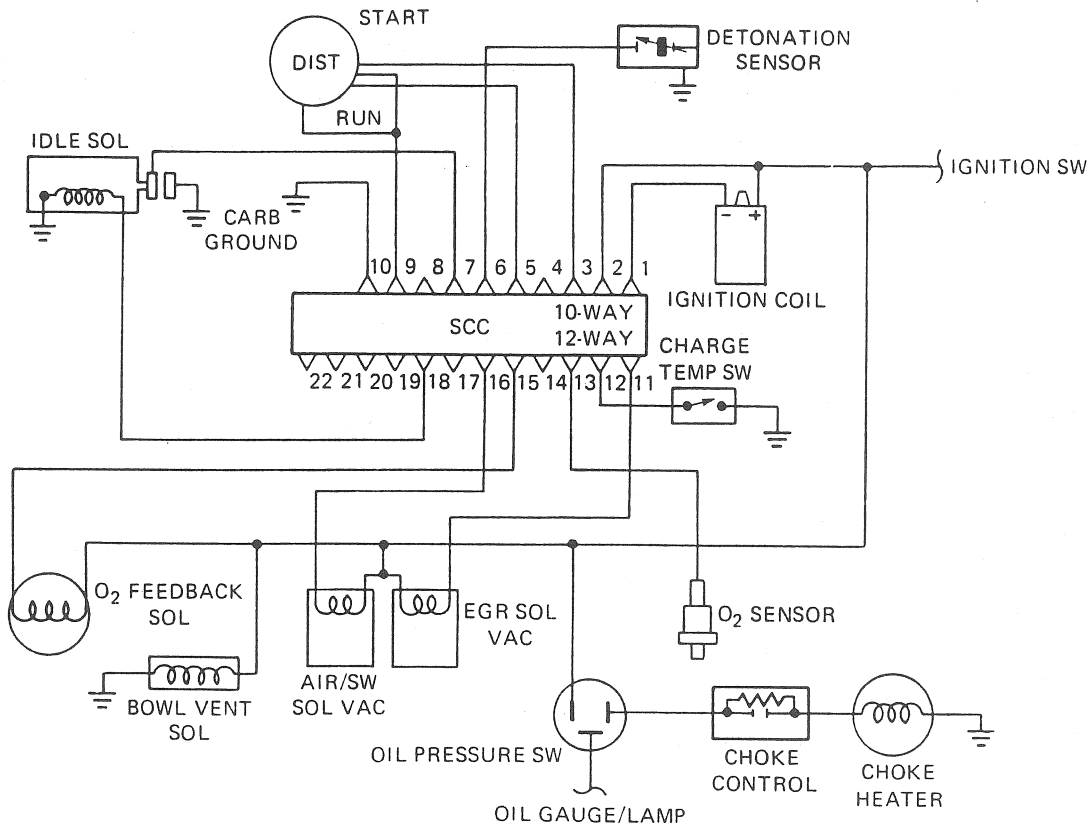 START
DIST
RUN
DETONATION
SENSOR
IDLE SOL
IGNITION SW
CARB
GROUND
- +
IGNITION COIL
10 9 8 7 6 5 4 3 2 1
SCC
10-WAY
12-WAY
22 21 20 19 18 17 16 15 14 13 12 11
CHARGE
TEMP SW
O₂ FEEDBACK
SOL
EGR SOL
VAC
O₂ SENSOR
BOWL VENT
SOL
AIR/SW
SOL VAC
OIL PRESSURE SW
OIL GAUGE/LAMP
CHOKE
CONTROL
CHOKE
HEATER